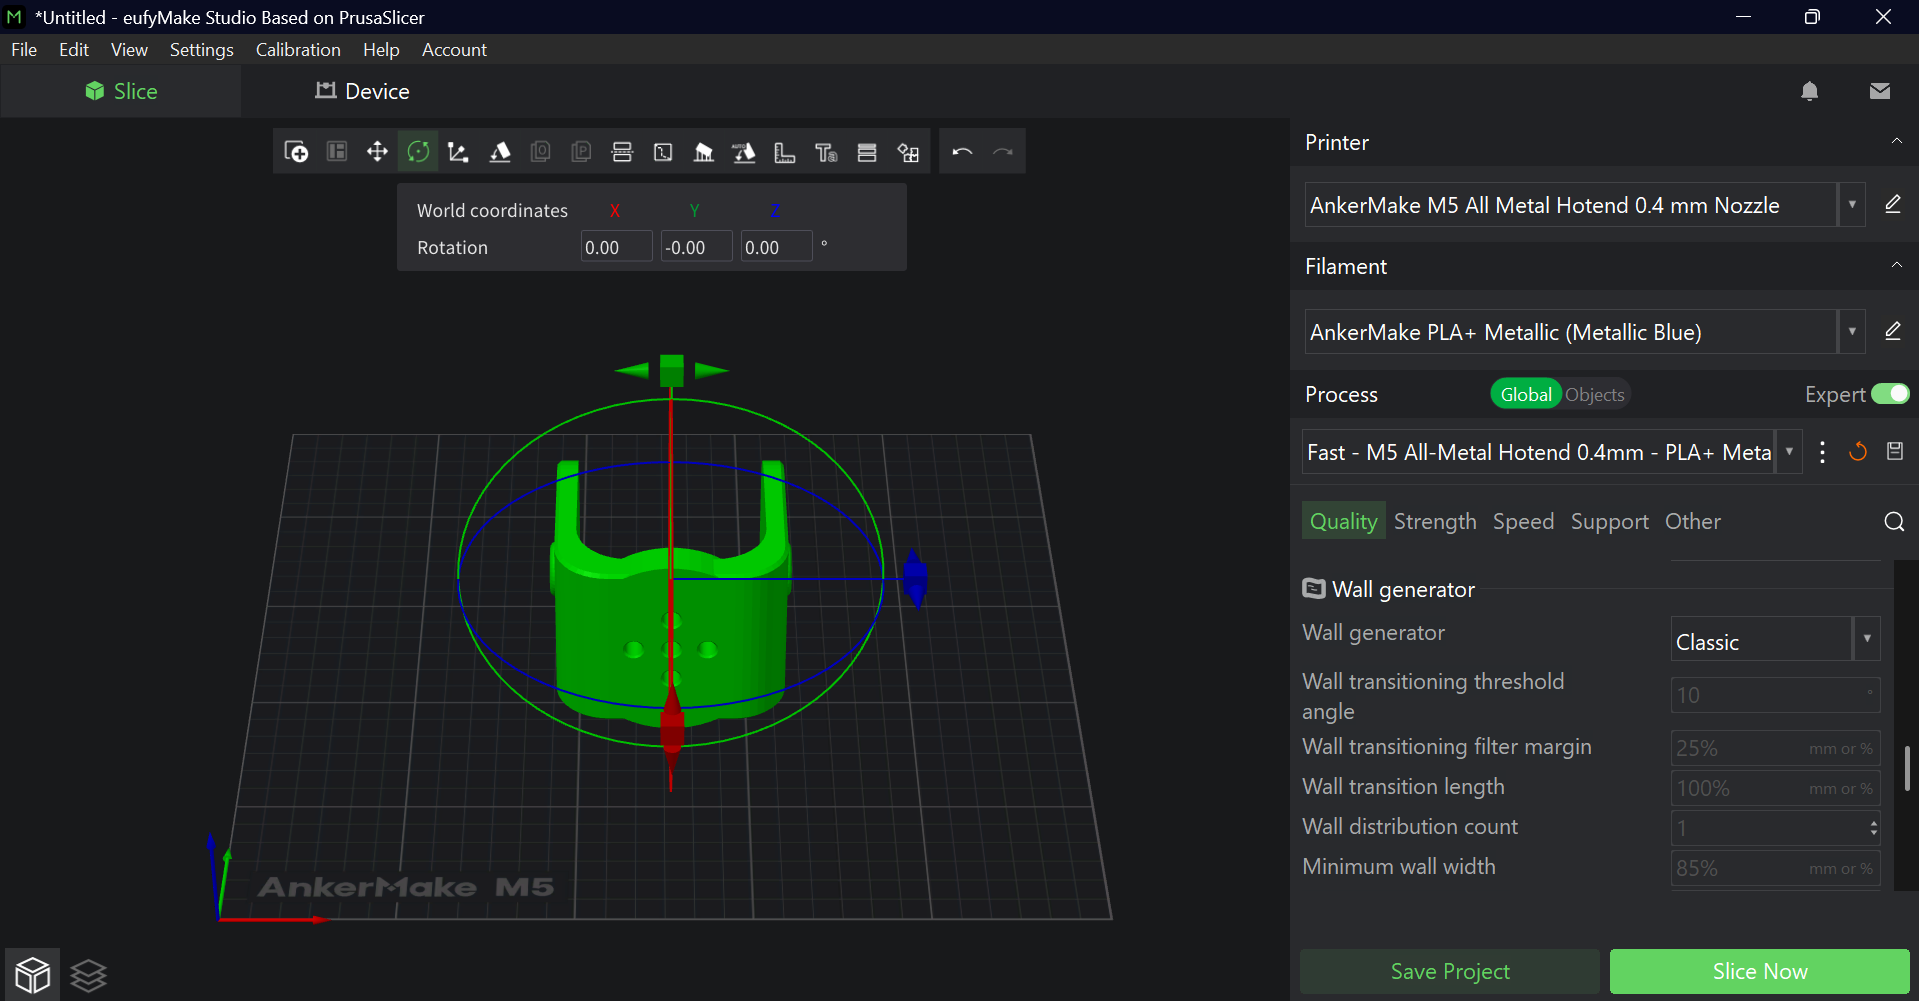 *Untitled - eufyMake Studio Based on PrusaSlicer
File Edit View Settings Calibration Help Account
Slice Device
World coordinates X Y Z
Rotation 0.00 -0.00 0.00 °
AnkerMake M5
Printer
AnkerMake M5 All Metal Hotend 0.4 mm Nozzle
Filament
AnkerMake PLA+ Metallic (Metallic Blue)
Process Global Objects Expert
Fast - M5 All-Metal Hotend 0.4mm - PLA+ Meta
Quality Strength Speed Support Other
Wall generator
Wall generator Classic
Wall transitioning threshold
angle 10 °
Wall transitioning filter margin 25% mm or %
Wall transition length 100% mm or %
Wall distribution count 1
Minimum wall width 85% mm or %
Save Project Slice Now